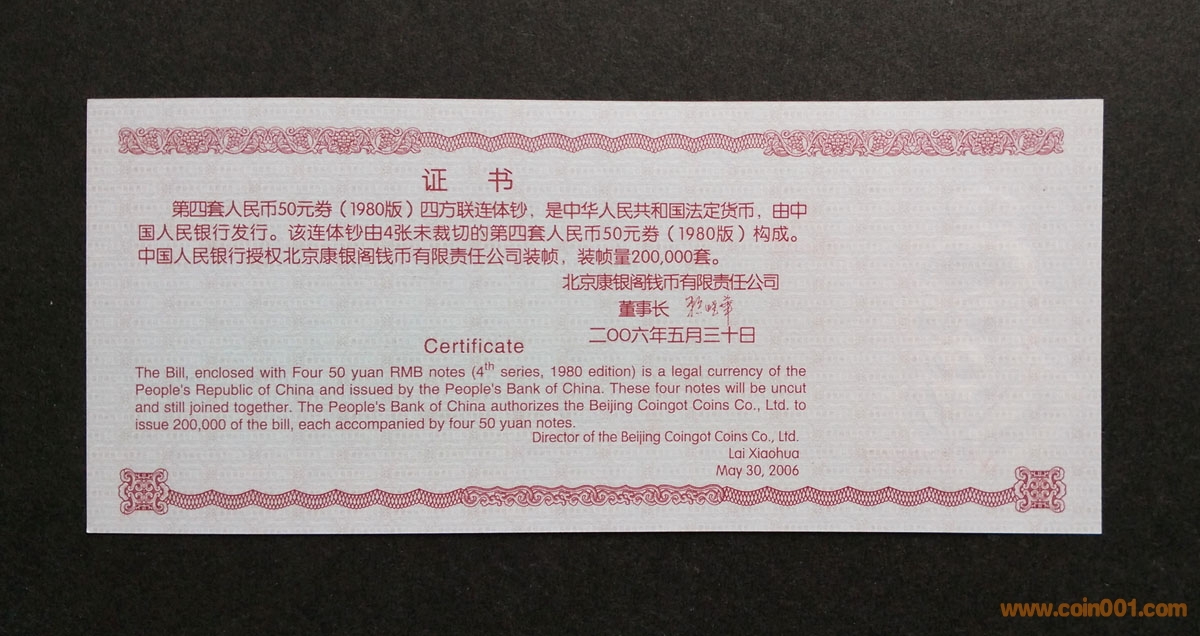 证 书
第四套人民币50元券（1980版）四方联连体钞，是中华人民共和国法定货币，由中
国人民银行发行。该连体钞由4张未裁切的第四套人民币50元券（1980版）构成。
中国人民银行授权北京康银阁钱币有限责任公司装帧，装帧量200,000套。
北京康银阁钱币有限责任公司
董事长
二〇〇六年五月三十日
Certificate
The Bill, enclosed with Four 50 yuan RMB notes (4th series, 1980 edition) is a legal currency of the
People's Republic of China and issued by the People's Bank of China. These four notes will be uncut
and still joined together. The People's Bank of China authorizes the Beijing Coingot Coins Co., Ltd. to
issue 200,000 of the bill, each accompanied by four 50 yuan notes.
Director of the Beijing Coingot Coins Co., Ltd.
Lai Xiaohua
May 30, 2006
www.coin001.com